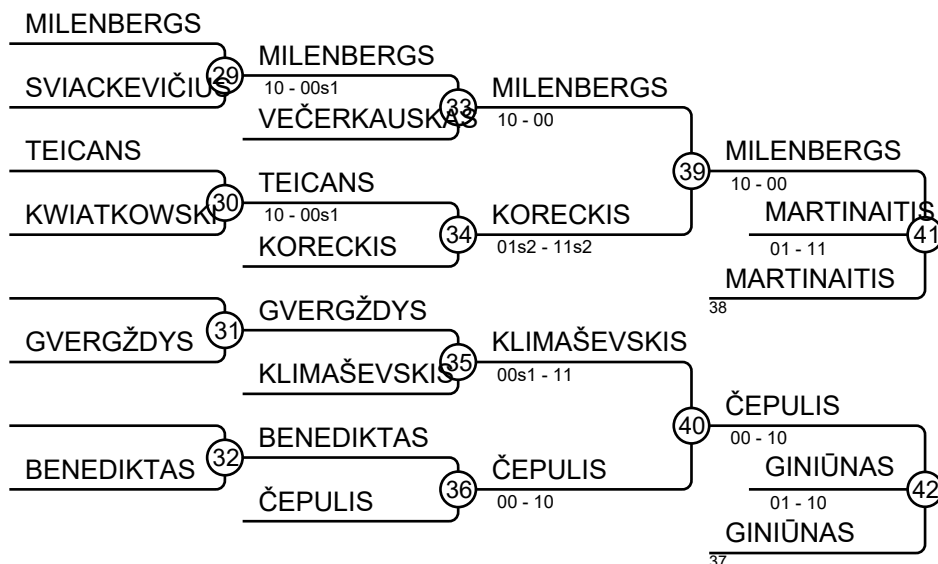 MILENBERGS
SVIACKEVIČIUS
29
MILENBERGS
10 - 00s1
VEČERKAUSKAS
33
MILENBERGS
10 - 00
TEICANS
KWIATKOWSKI
30
TEICANS
10 - 00s1
KORECKIS
34
KORECKIS
01s2 - 11s2
39
MILENBERGS
10 - 00
MARTINAITIS
01 - 11
41
MARTINAITIS
38
GVERGŽDYS
31
GVERGŽDYS
KLIMAŠEVSKIS
35
KLIMAŠEVSKIS
00s1 - 11
BENEDIKTAS
32
BENEDIKTAS
ČEPULIS
36
ČEPULIS
00 - 10
40
ČEPULIS
00 - 10
GINIŪNAS
01 - 10
42
GINIŪNAS
37